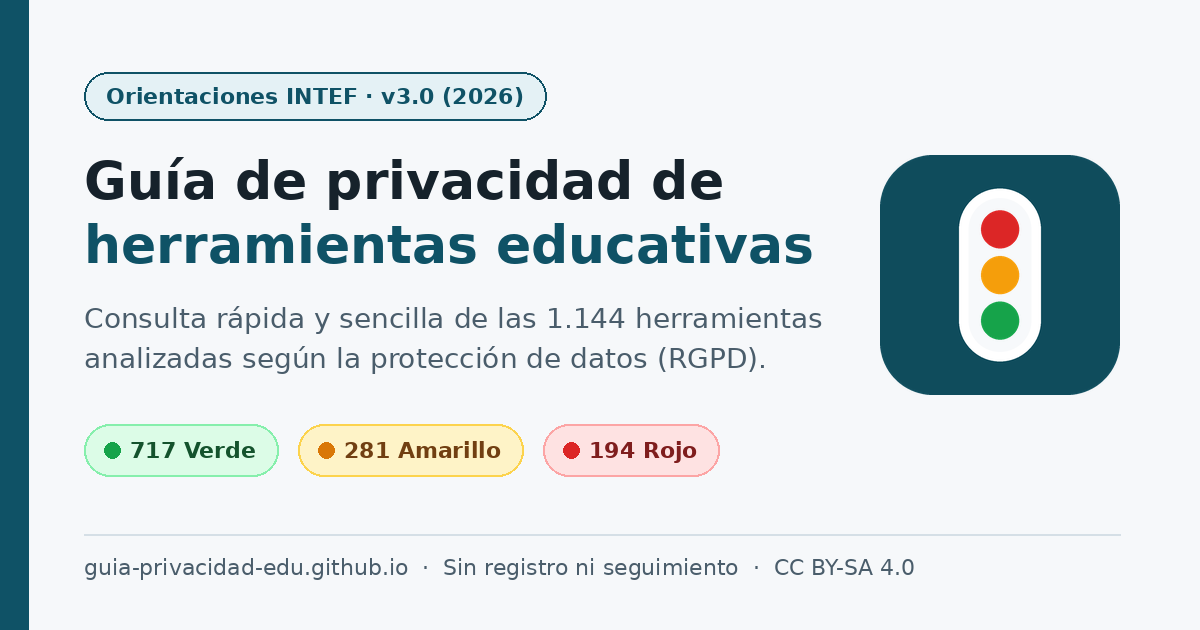 Orientaciones INTEF · v3.0 (2026)
Guía de privacidad de
herramientas educativas
Consulta rápida y sencilla de las 1.144 herramientas
analizadas según la protección de datos (RGPD).
717 Verde
281 Amarillo
194 Rojo
guia-privacidad-edu.github.io · Sin registro ni seguimiento · CC BY-SA 4.0